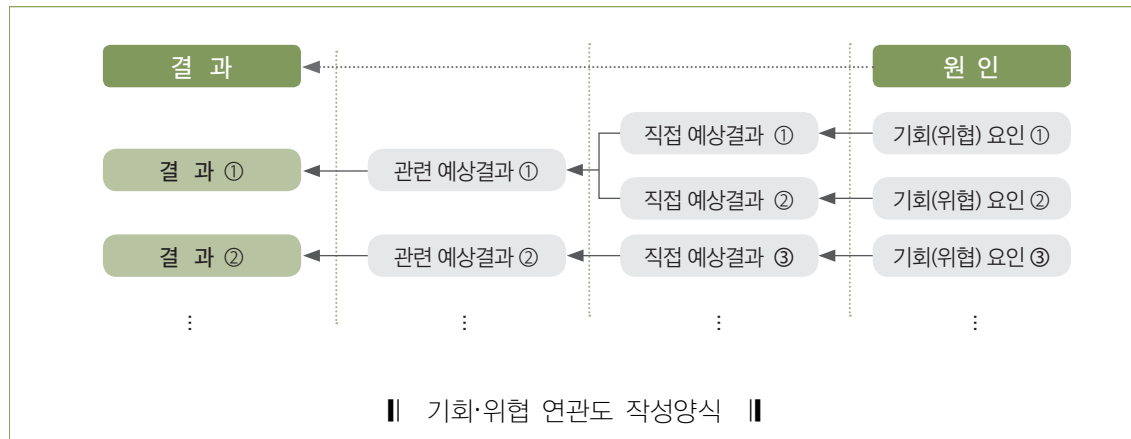 결 과
원 인
직접 예상결과 ①
기회(위협) 요인 ①
결 과 ①
관련 예상결과 ①
직접 예상결과 ②
기회(위협) 요인 ②
결 과 ②
관련 예상결과 ②
직접 예상결과 ③
기회(위협) 요인 ③
⋮ ⋮ ⋮ ⋮
기회·위협 연관도 작성양식